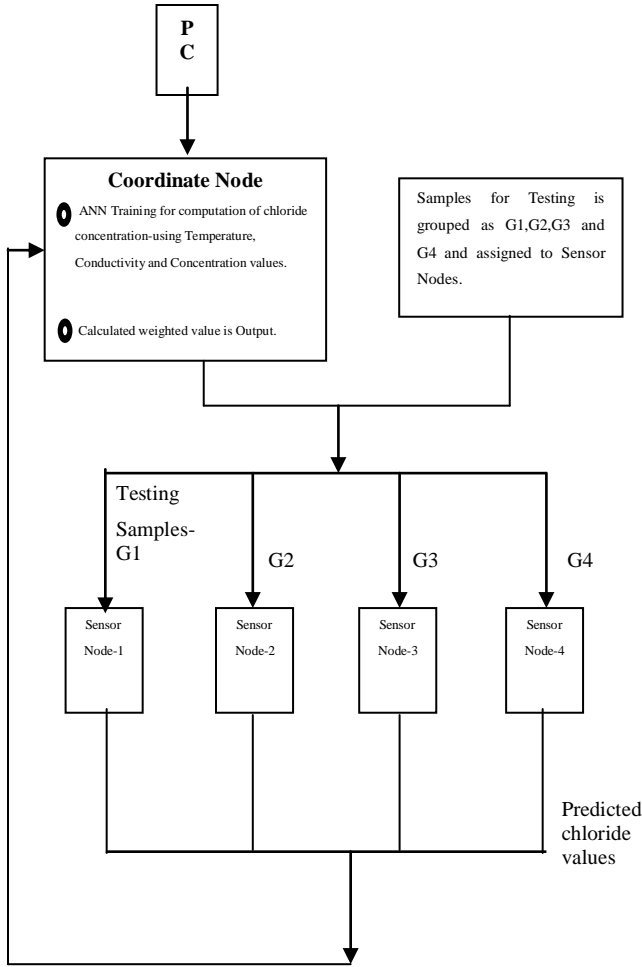 P
C
Coordinate Node
ANN Training for computation of chloride
concentration-using Temperature,
Conductivity and Concentration values.
Calculated weighted value is Output.
Samples for Testing is
grouped as G1,G2,G3 and
G4 and assigned to Sensor
Nodes.
Testing
Samples-
G1
G2
G3
G4
Sensor
Node-1
Sensor
Node-2
Sensor
Node-3
Sensor
Node-4
Predicted
chloride
values